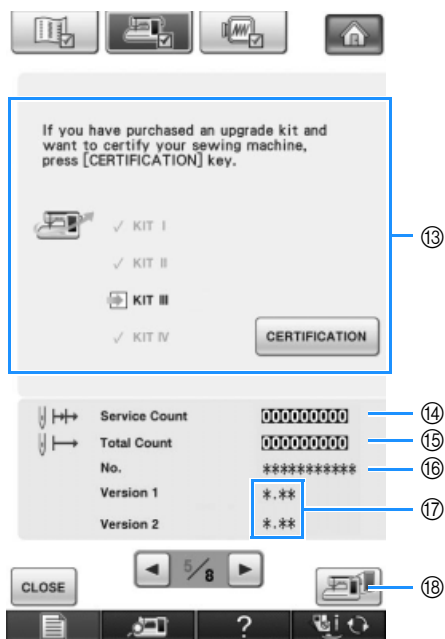 If you have purchased an upgrade kit and
want to certify your sewing machine,
press [CERTIFICATION] key.
✓ KIT I
✓ KIT II
KIT III
✓ KIT IV
CERTIFICATION
⑬
Service Count 000000000 ⑭
Total Count 000000000 ⑮
No. *********** ⑯
Version 1 *.**
⑰
Version 2 *.**
CLOSE
5/8
⑱
?
i